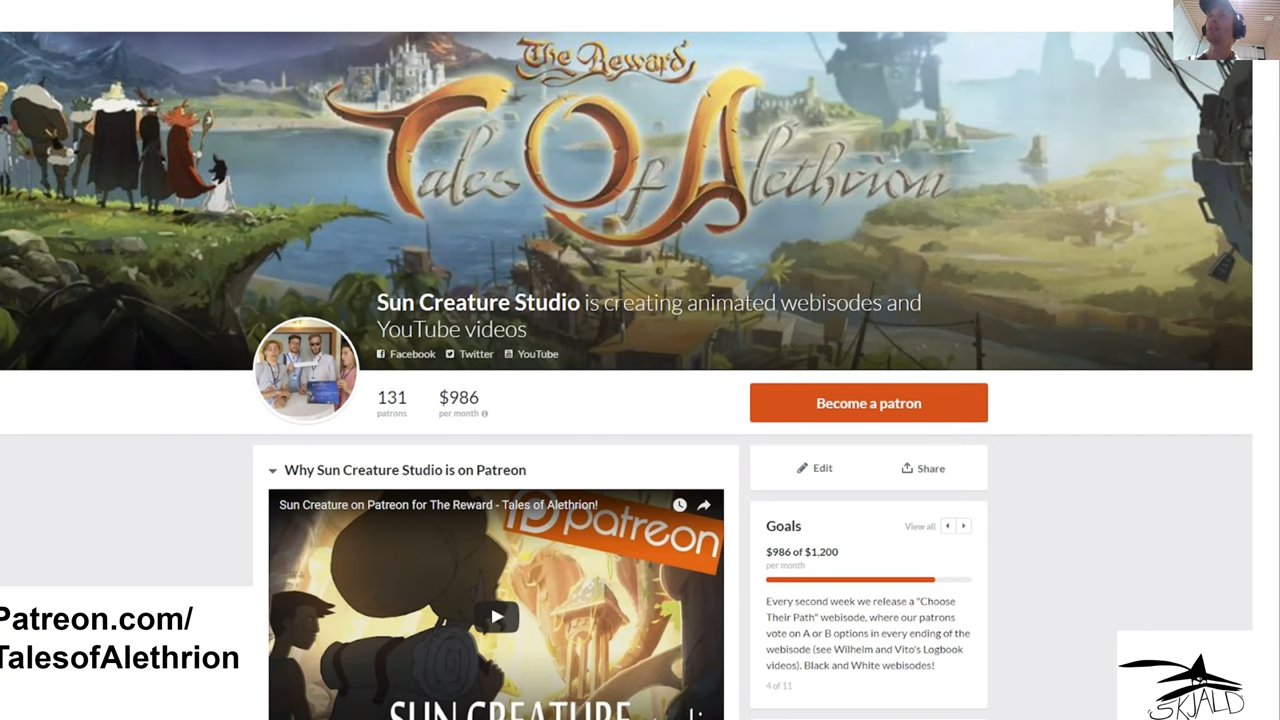 The Reward
Tales Of Alethrion
Sun Creature Studio is creating animated webisodes and
YouTube videos
Facebook Twitter YouTube
131 $986
patrons per month
Become a patron
Why Sun Creature Studio is on Patreon
Edit Share
Sun Creature on Patreon for The Reward - Tales of Alethrion!
patreon
Goals View all
$986 of $1,200
per month
Every second week we release a "Choose
Their Path" webisode, where our patrons
vote on A or B options in every ending of the
webisode (see Wilhelm and Vito's Logbook
videos). Black and White webisodes!
4 of 11
SUN CREATURE
Patreon.com/
TalesofAlethrion
SKJALD